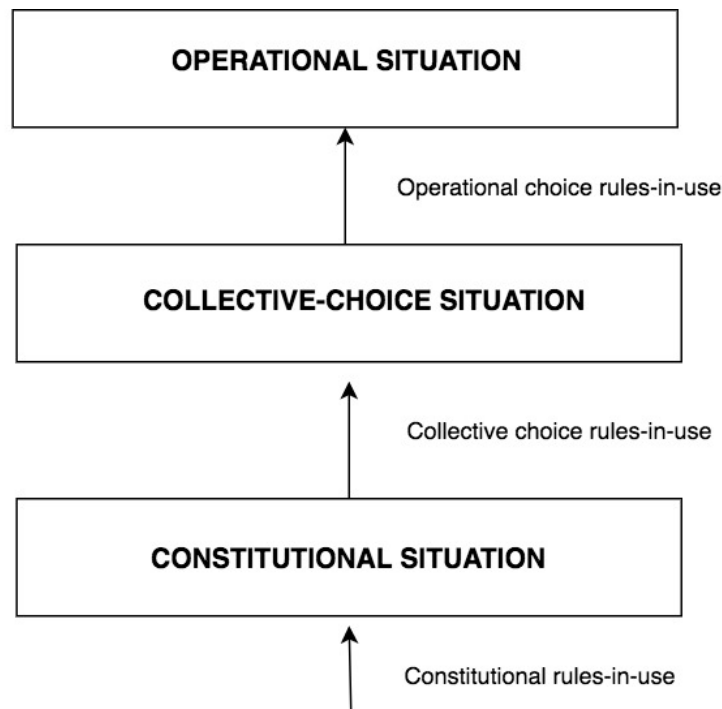 OPERATIONAL SITUATION
Operational choice rules-in-use
COLLECTIVE-CHOICE SITUATION
Collective choice rules-in-use
CONSTITUTIONAL SITUATION
Constitutional rules-in-use